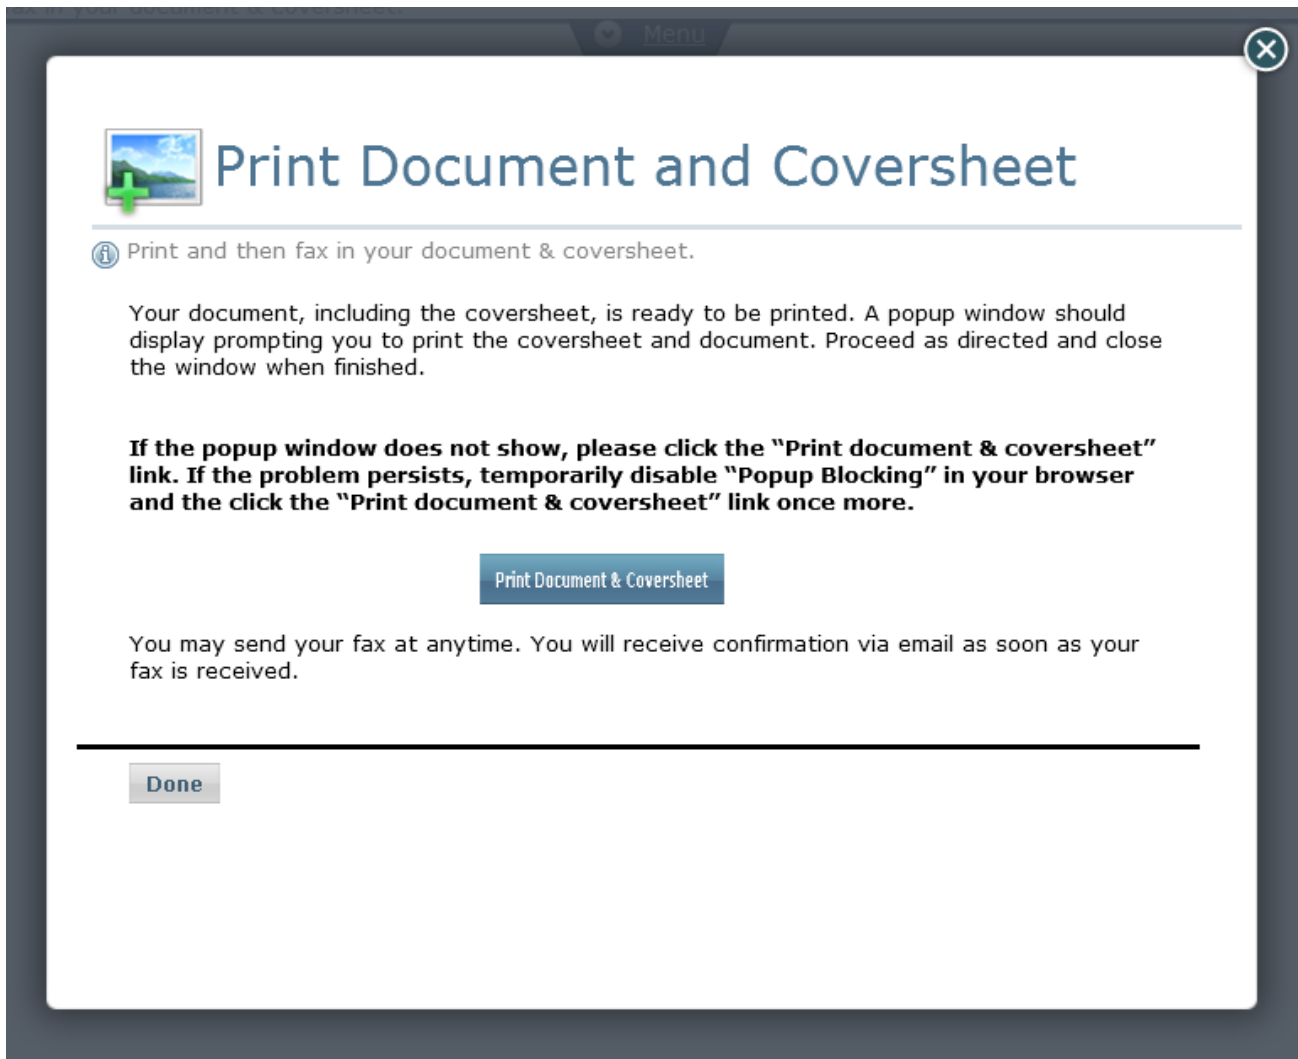 fax in your document & coversheet.
Menu
Print Document and Coversheet
Print and then fax in your document & coversheet.
Your document, including the coversheet, is ready to be printed. A popup window should
display prompting you to print the coversheet and document. Proceed as directed and close
the window when finished.
If the popup window does not show, please click the “Print document & coversheet”
link. If the problem persists, temporarily disable “Popup Blocking” in your browser
and the click the “Print document & coversheet” link once more.
Print Document & Coversheet
You may send your fax at anytime. You will receive confirmation via email as soon as your
fax is received.
Done